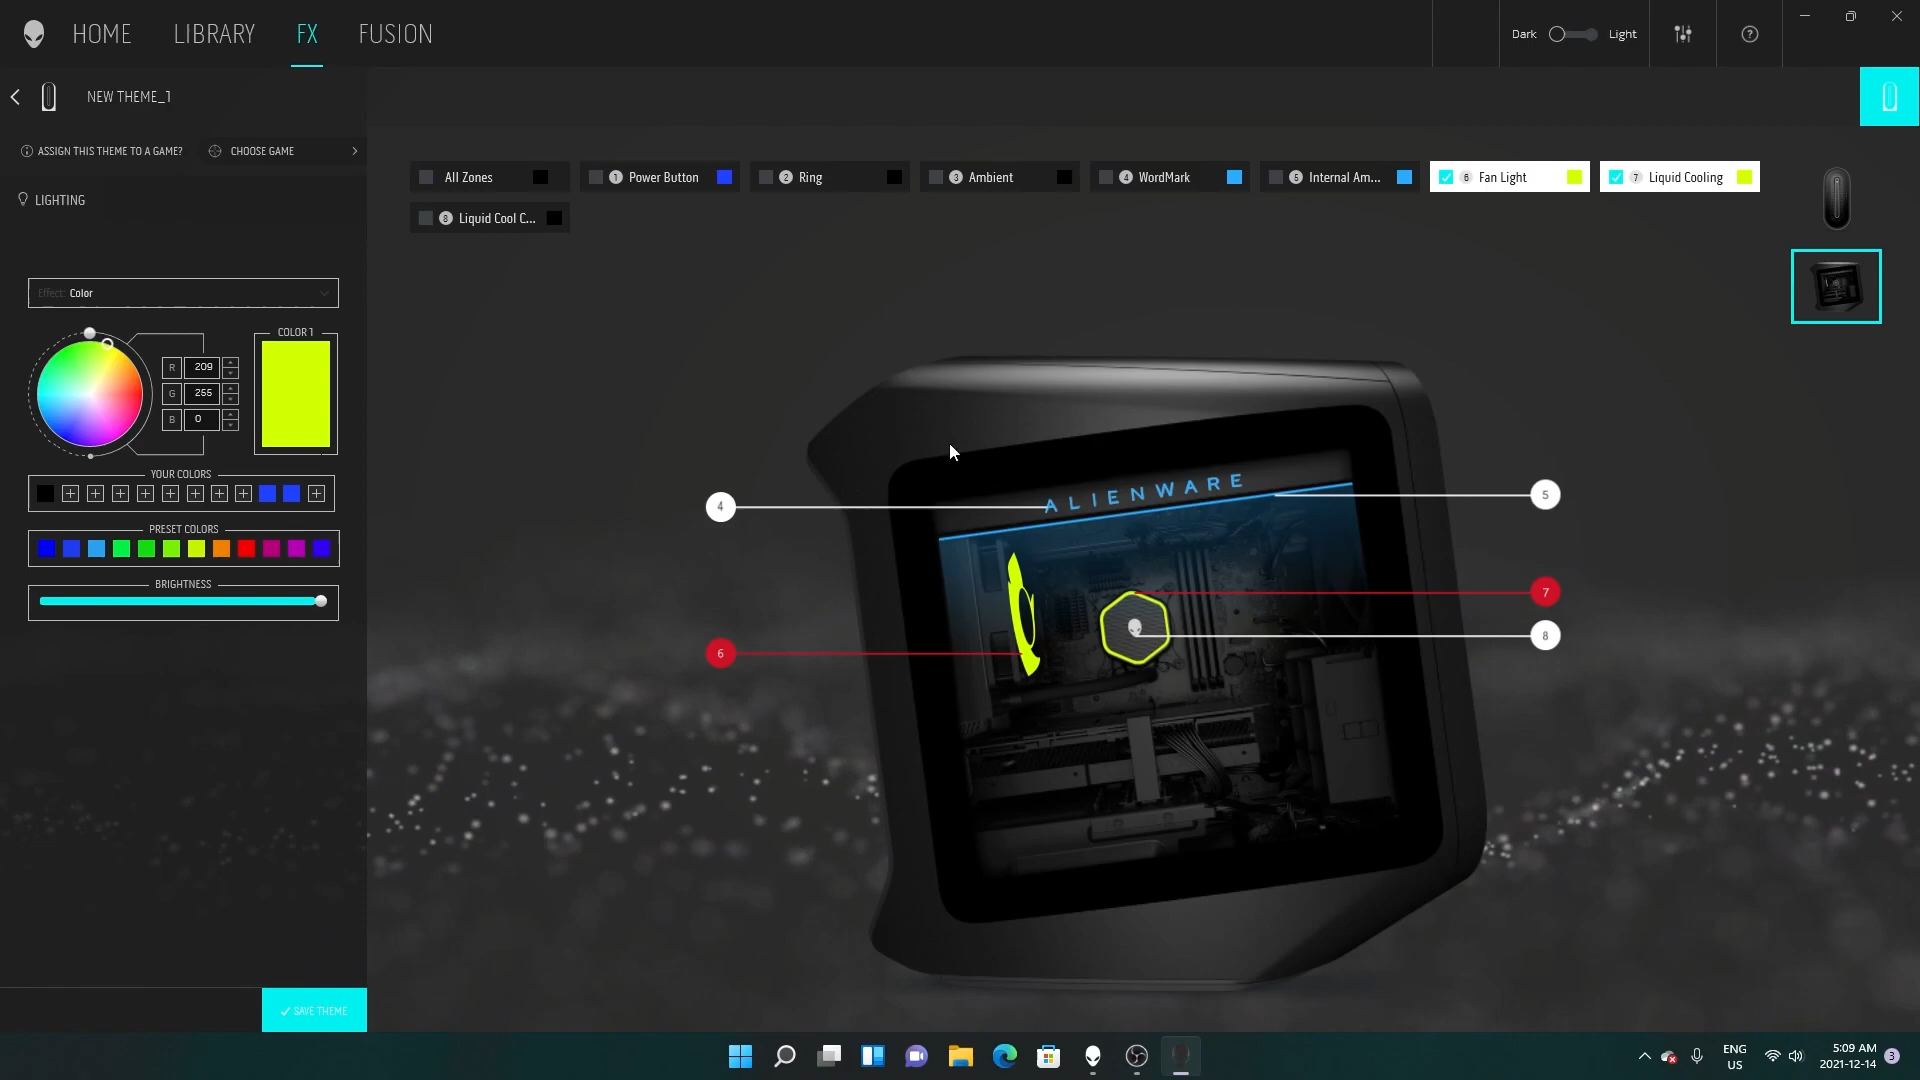 HOME LIBRARY FX FUSION
Dark Light
?
NEW THEME_1
ASSIGN THIS THEME TO A GAME? CHOOSE GAME
LIGHTING
All Zones
1 Power Button
2 Ring
3 Ambient
4 WordMark
5 Internal Am...
6 Fan Light
7 Liquid Cooling
8 Liquid Cool C...
Effect: Color
COLOR 1
R 209
G 255
B 0
YOUR COLORS
PRESET COLORS
BRIGHTNESS
ALIENWARE
4
5
7
8
6
SAVE THEME
ENG
US
5:09 AM
2021-12-14
3